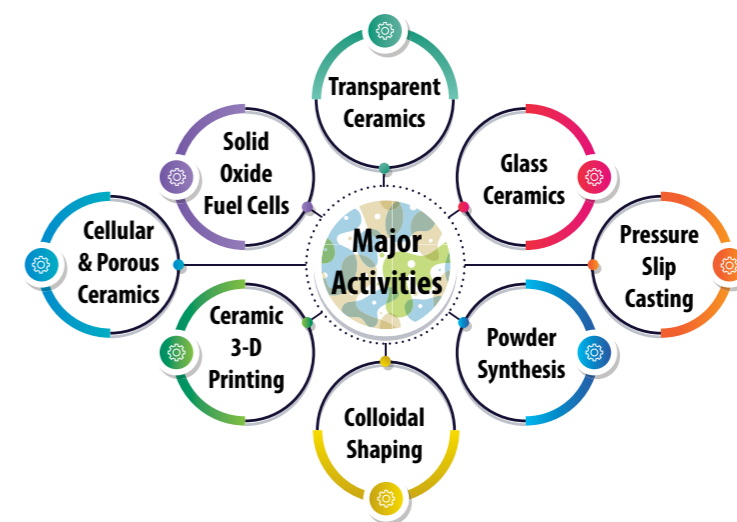 Transparent
Ceramics
Solid
Oxide
Fuel Cells
Glass
Ceramics
Cellular
& Porous
Ceramics
Major
Activities
Pressure
Slip
Casting
Ceramic
3-D
Printing
Powder
Synthesis
Colloidal
Shaping